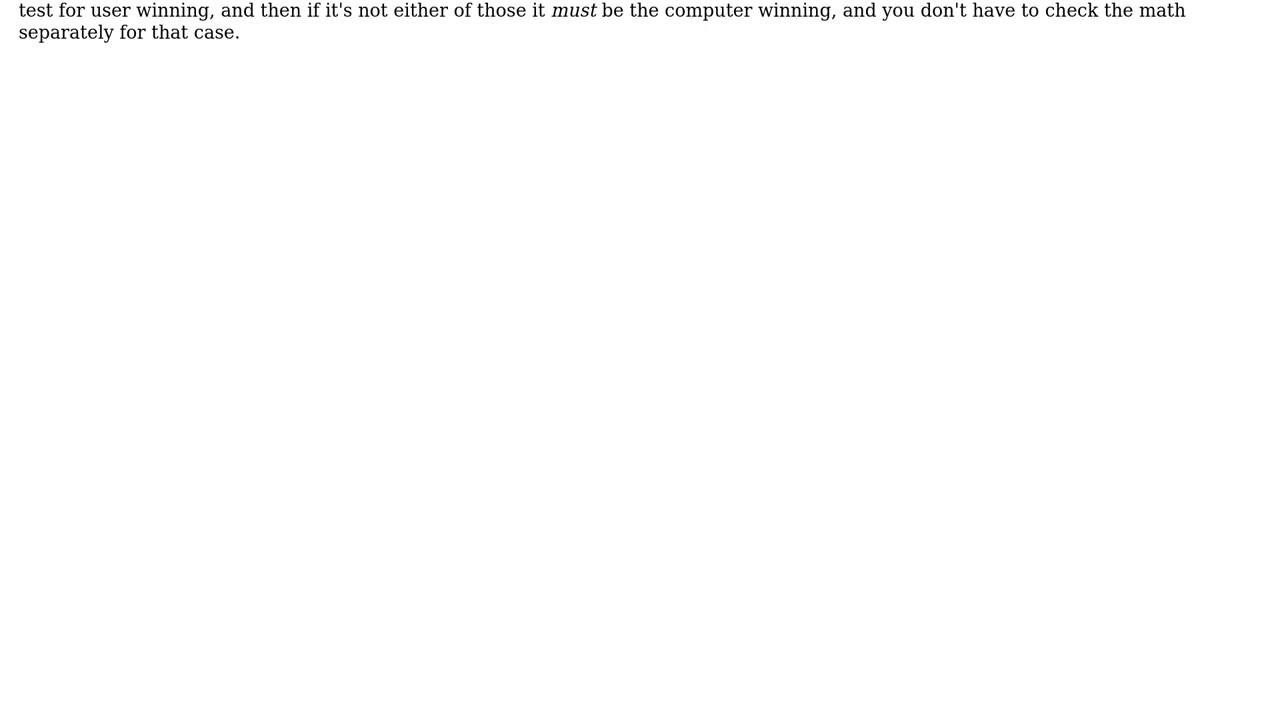 test for user winning, and then if it's not either of those it must be the computer winning, and you don't have to check the math
separately for that case.